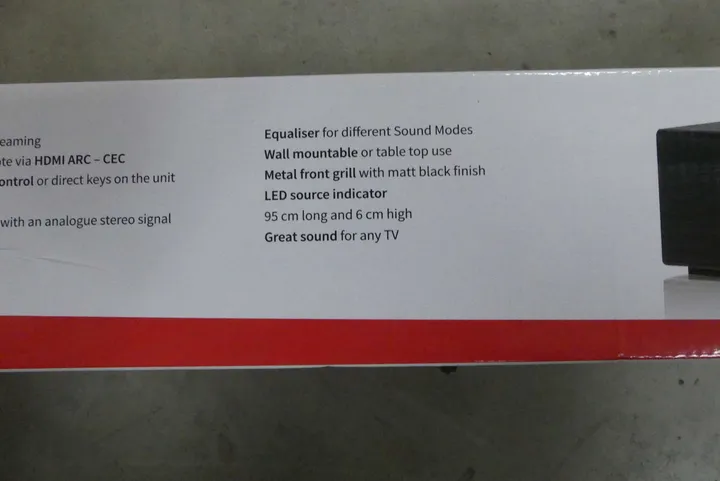 eaming
te via HDMI ARC – CEC
ontrol or direct keys on the unit
with an analogue stereo signal
Equaliser for different Sound Modes
Wall mountable or table top use
Metal front grill with matt black finish
LED source indicator
95 cm long and 6 cm high
Great sound for any TV